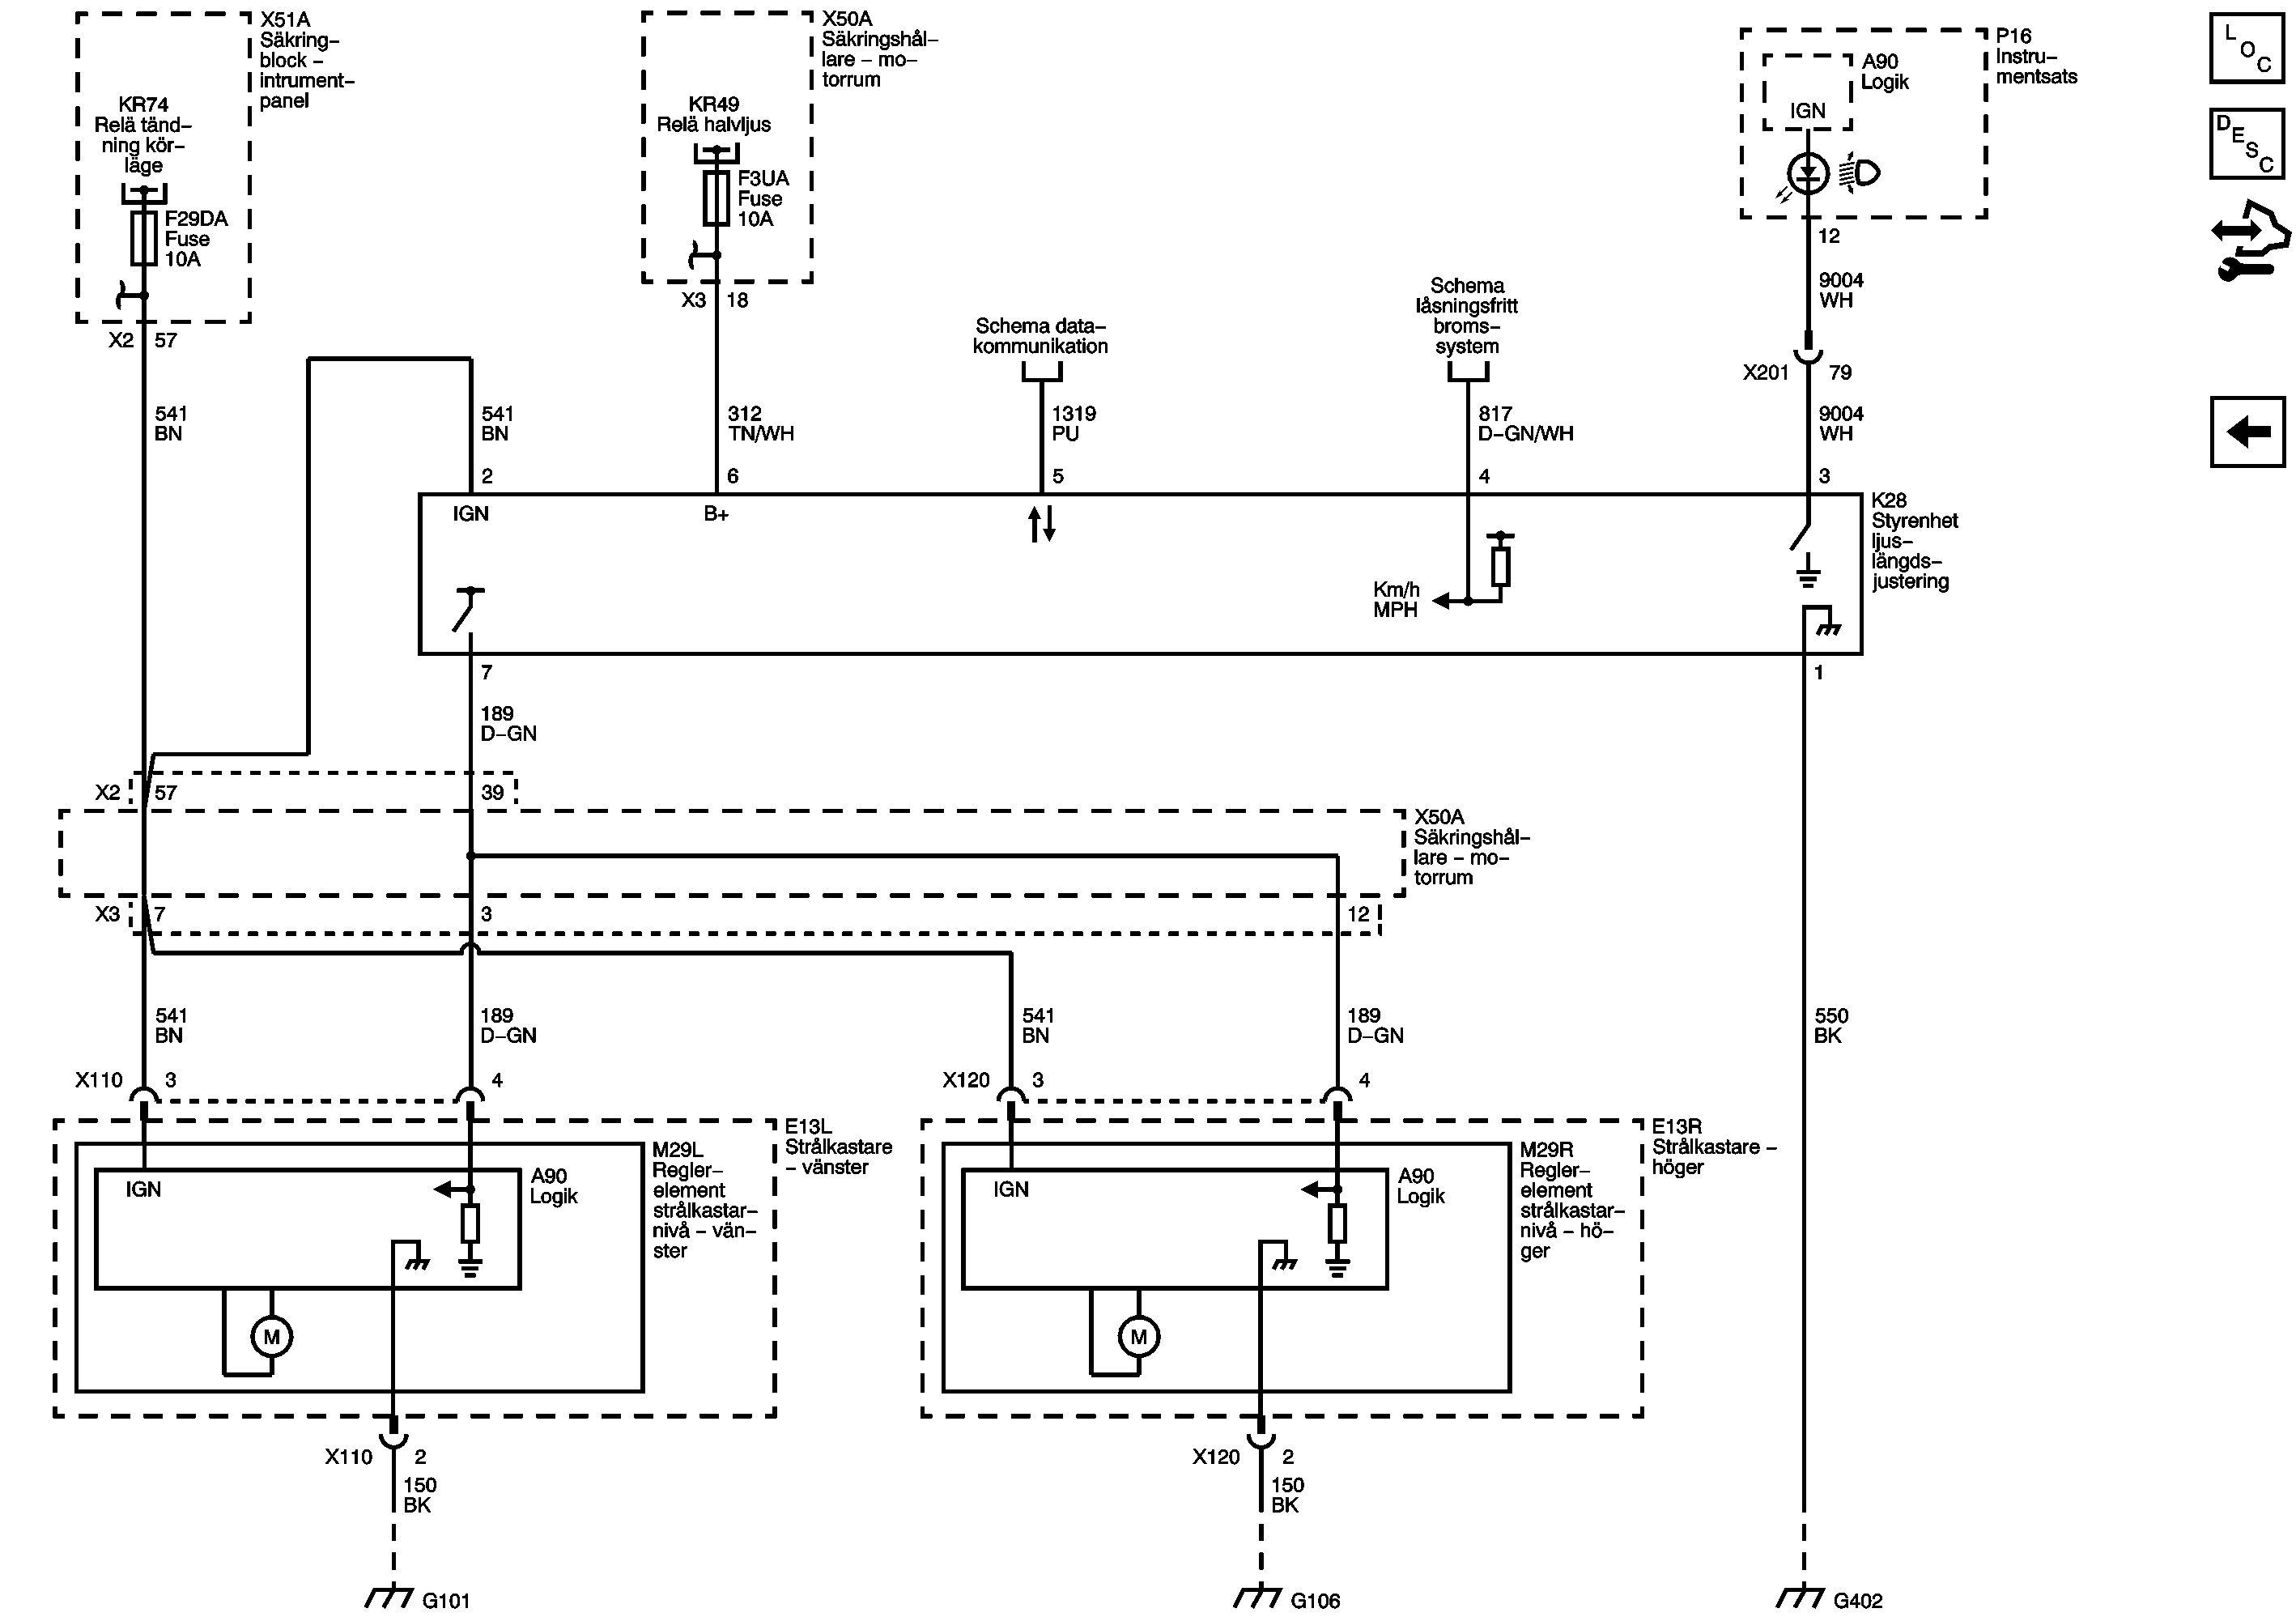 X51A
Säkring–
block –
intrument–
panel
KR74
Relä tänd–
ning kör–
läge
F29DA
Fuse
10A
X2 57
X50A
Säkringshål–
lare – mo–
torrum
KR49
Relä halvljus
F3UA
Fuse
10A
X3 18
P16
Instru–
mentsats
A90
Logik
IGN
12
9004
WH
X201 79
9004
WH
3
L
O
C
D
E
S
C
Schema data–
kommunikation
Schema
låsningsfritt
broms–
system
541
BN
541
BN
2
312
TN/WH
6
1319
PU
5
817
D–GN/WH
4
IGN
B+
Km/h
MPH
K28
Styrenhet
ljus–
längds–
justering
7
1
189
D–GN
X2 57
39
X50A
Säkringshål–
lare – mo–
torrum
X3 7
3
12
541
BN
189
D–GN
541
BN
189
D–GN
550
BK
X110 3
4
X120 3
4
E13L
Strålkastare
– vänster
M29L
Regler–
element
strålkastar–
nivå – vän–
ster
A90
Logik
IGN
M
E13R
Strålkastare –
höger
M29R
Regler–
element
strålkastar–
nivå – hö–
ger
A90
Logik
IGN
M
X110 2
150
BK
X120 2
150
BK
G101
G106
G402